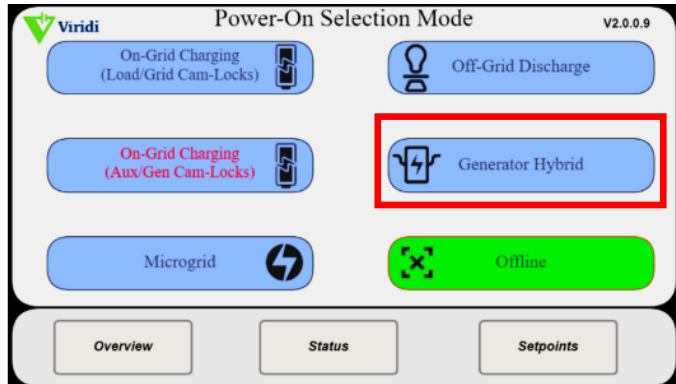 Viridi
Power-On Selection Mode
V2.0.0.9
On-Grid Charging
(Load/Grid Cam-Locks)
Off-Grid Discharge
On-Grid Charging
(Aux/Gen Cam-Locks)
Generator Hybrid
Microgrid
Offline
Overview
Status
Setpoints